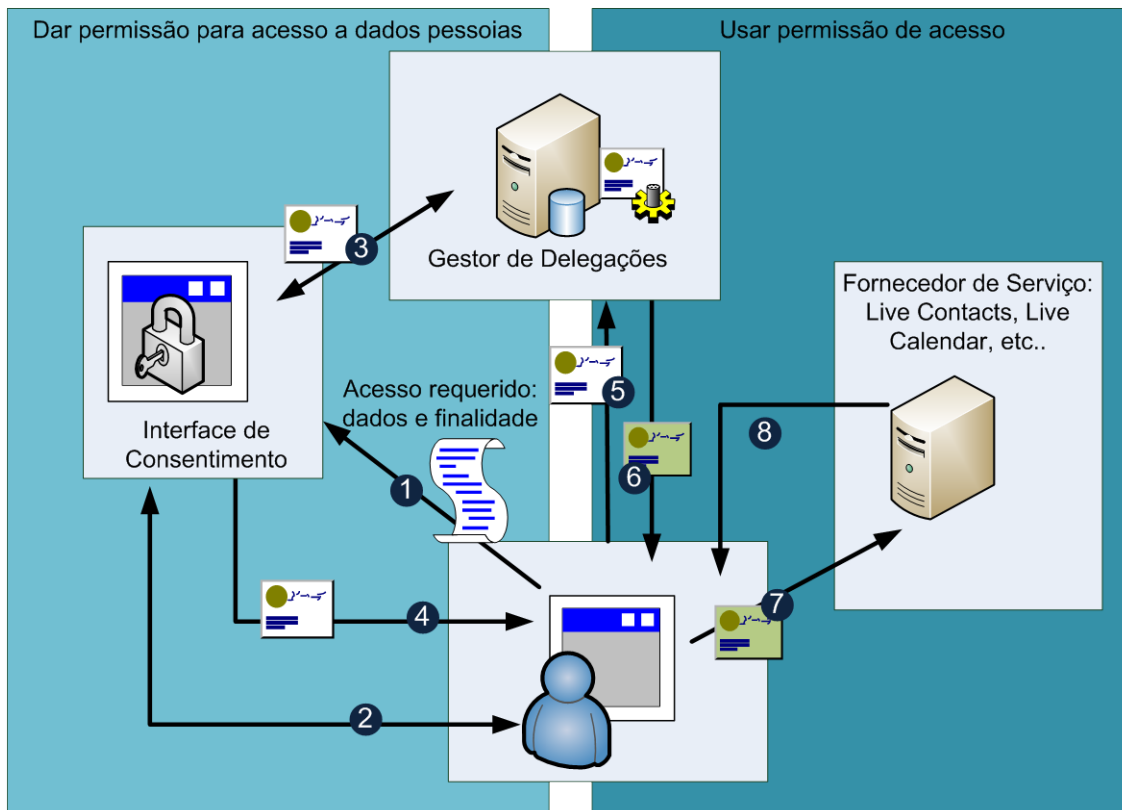 Dar permissão para acesso a dados pessoias
Usar permissão de acesso
Gestor de Delegações
3
Fornecedor de Serviço:
Live Contacts, Live
Calendar, etc..
Interface de
Consentimento
Acesso requerido:
dados e finalidade
5
8
6
1
7
4
2